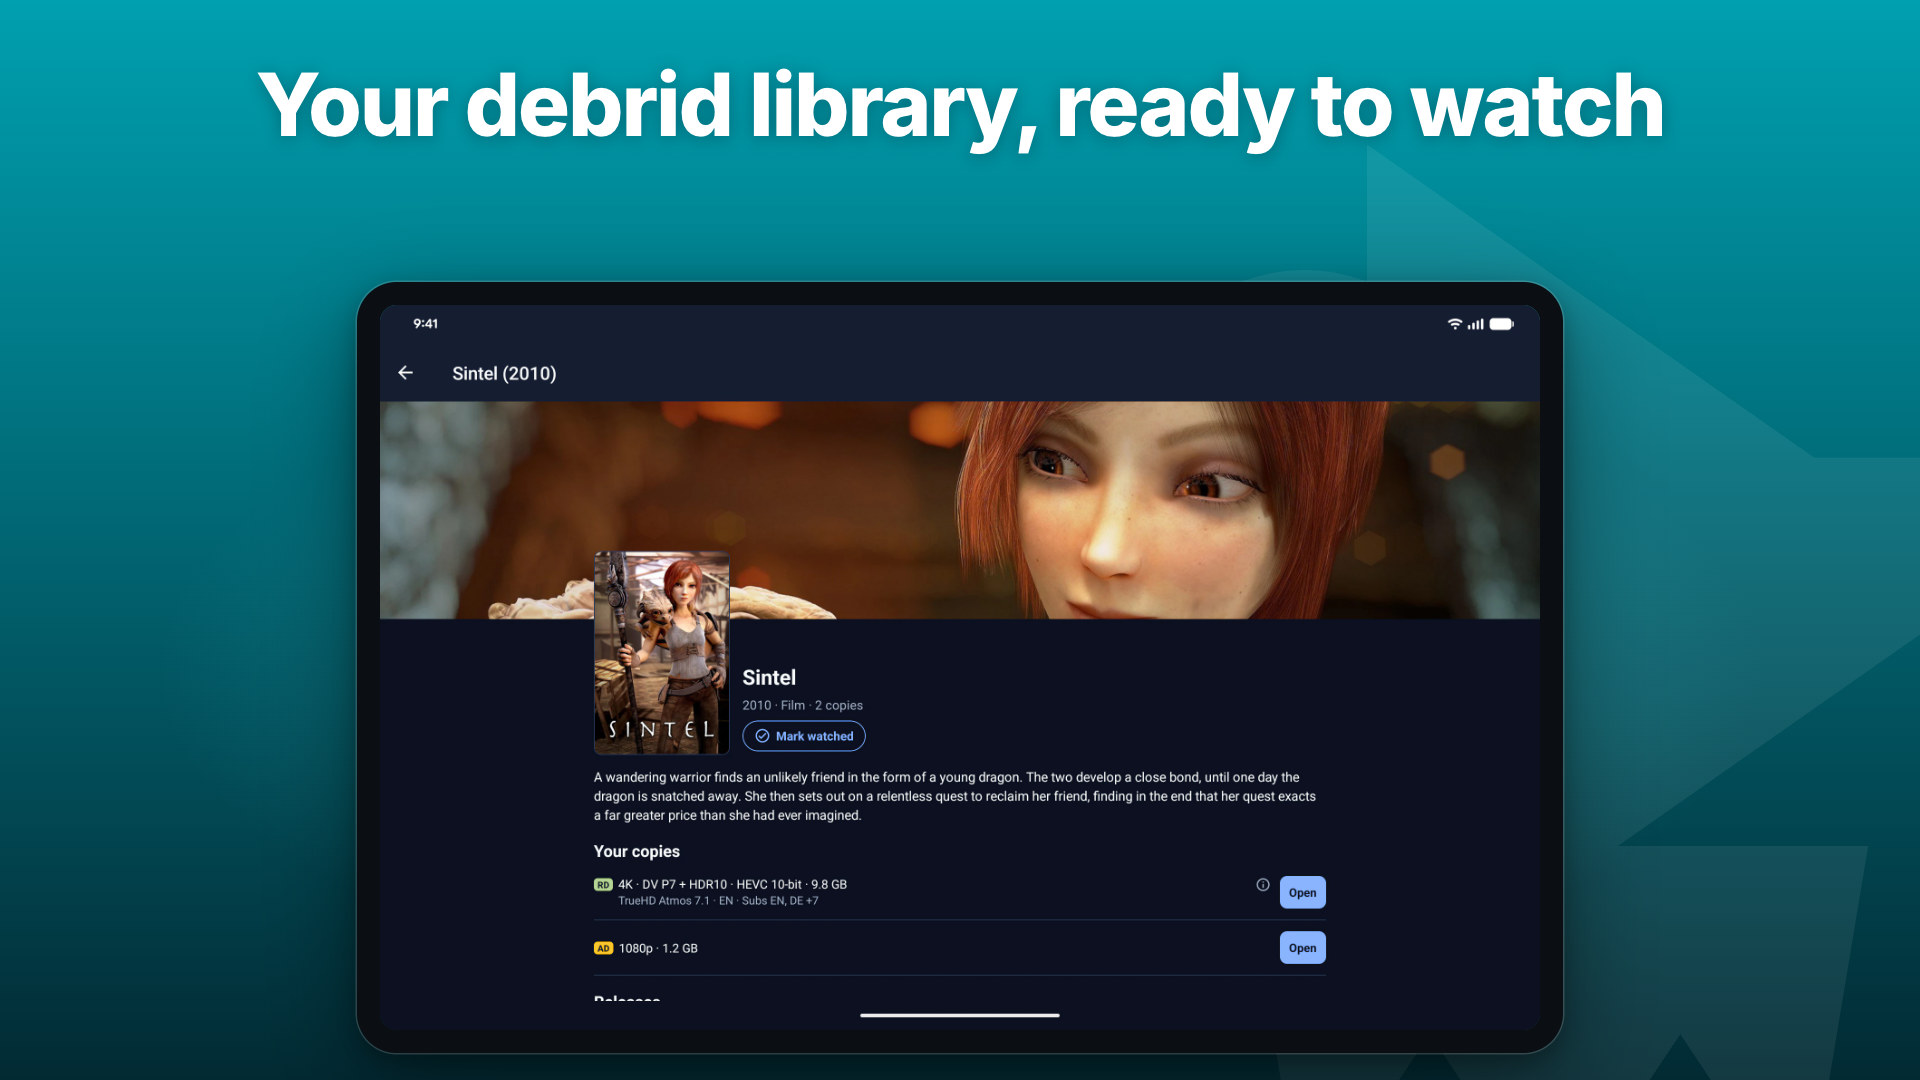 Your debrid library, ready to watch
9:41
Sintel (2010)
SINTEL
Sintel
2010 · Film · 2 copies
Mark watched
A wandering warrior finds an unlikely friend in the form of a young dragon. The two develop a close bond, until one day the
dragon is snatched away. She then sets out on a relentless quest to reclaim her friend, finding in the end that her quest exacts
a far greater price than she had ever imagined.
Your copies
RD 4K · DV P7 + HDR10 · HEVC 10-bit · 9.8 GB
Open
TrueHD Atmos 7.1 · EN · Subs EN, DE +7
AD 1080p · 1.2 GB
Open
Releases